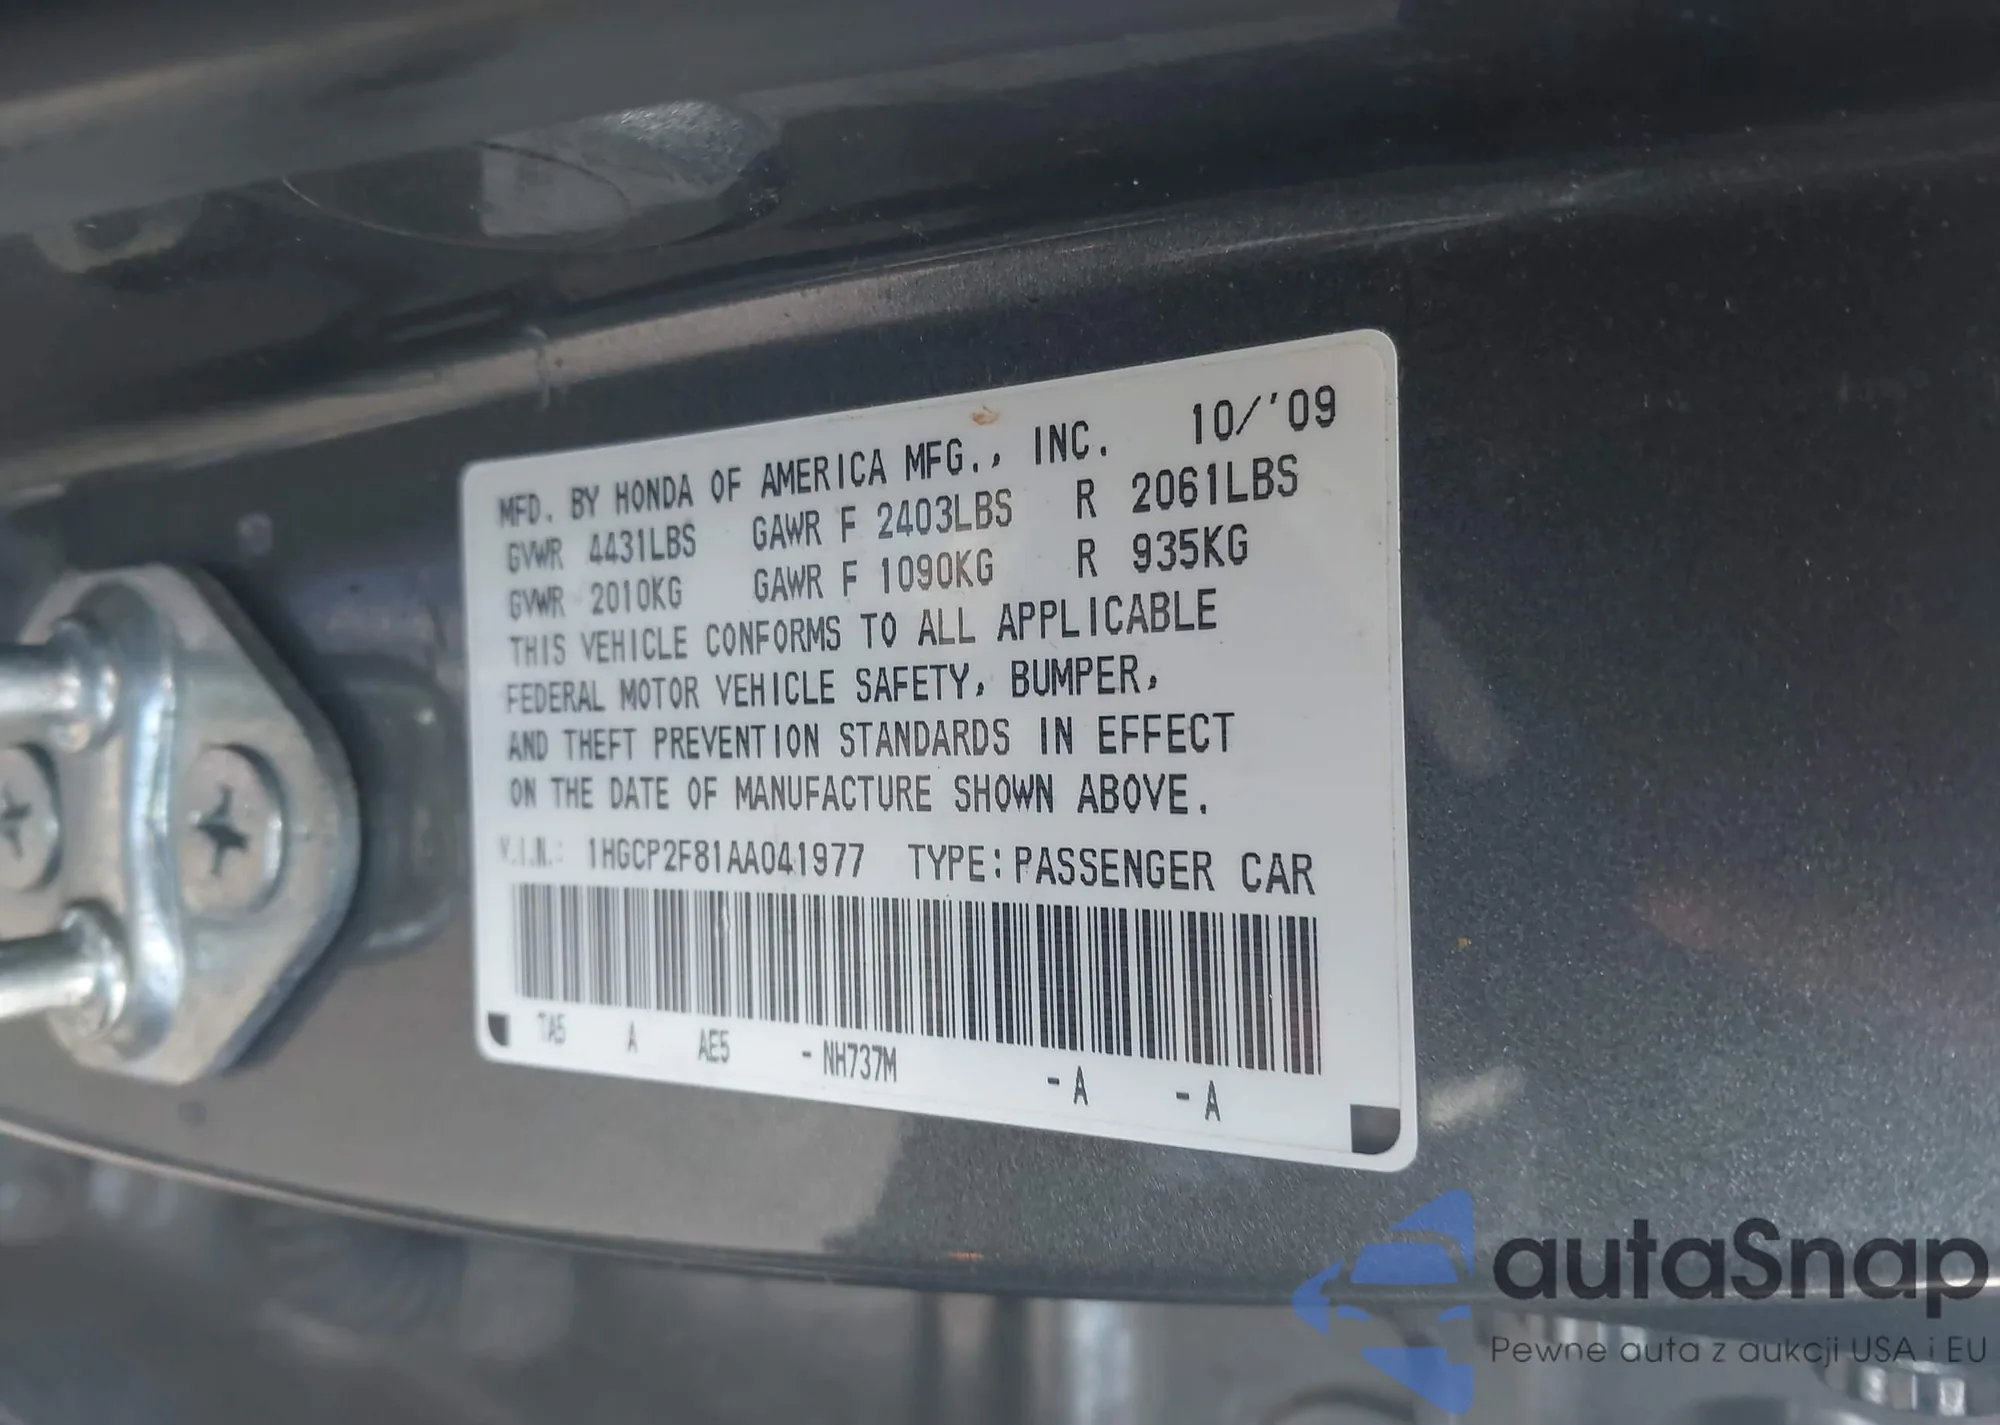 MFD. BY HONDA OF AMERICA MFG., INC. 10/'09
GVWR 4431LBS GAWR F 2403LBS R 2061LBS
GVWR 2010KG GAWR F 1090KG R 935KG
THIS VEHICLE CONFORMS TO ALL APPLICABLE
FEDERAL MOTOR VEHICLE SAFETY, BUMPER,
AND THEFT PREVENTION STANDARDS IN EFFECT
ON THE DATE OF MANUFACTURE SHOWN ABOVE.
V.I.N.: 1HGCP2F81AA041977 TYPE: PASSENGER CAR
TA5 A AE5 -NH737M -A -A
autaSnap
Pewne auta z aukcji USA i EU